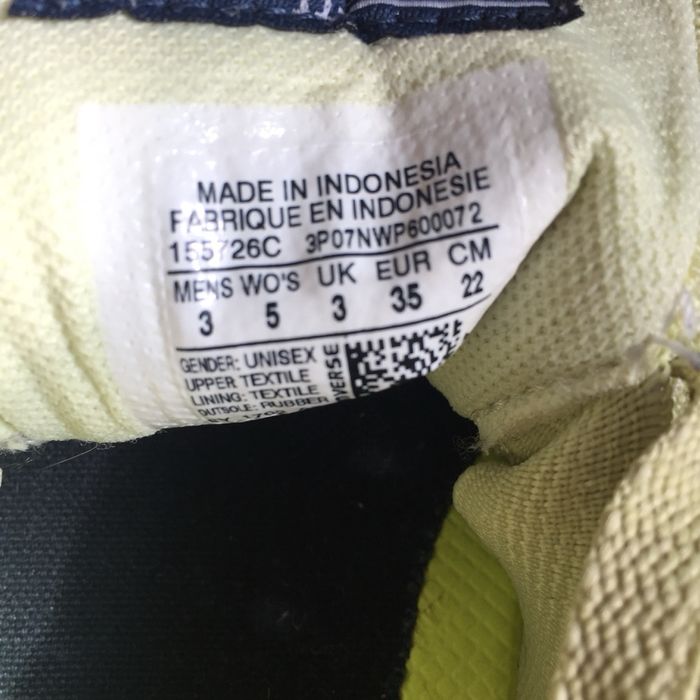 MADE IN INDONESIA
FABRIQUE EN INDONESIE
155726C 3P07NWP600072
MENS WO'S UK EUR CM
3 5 3 35 22
GENDER: UNISEX
UPPER TEXTILE
LINING: TEXTILE
OUTSOLE: RUBBER